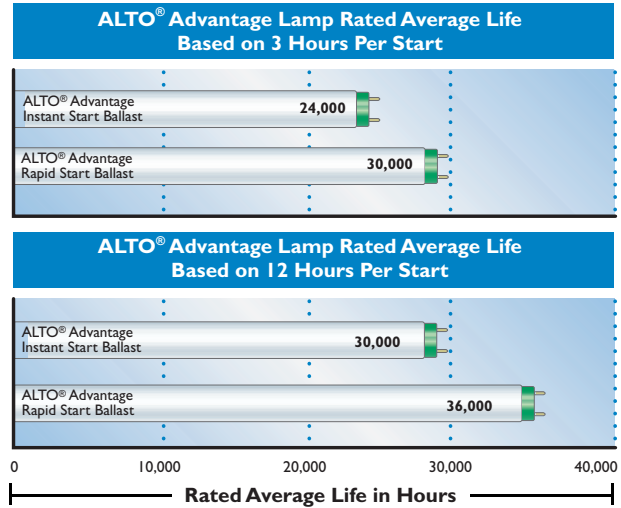 ALTO® Advantage Lamp Rated Average Life
Based on 3 Hours Per Start
ALTO® Advantage
Instant Start Ballast
24,000
ALTO® Advantage
Rapid Start Ballast
30,000
ALTO® Advantage Lamp Rated Average Life
Based on 12 Hours Per Start
ALTO® Advantage
Instant Start Ballast
30,000
ALTO® Advantage
Rapid Start Ballast
36,000
0 10,000 20,000 30,000 40,000
Rated Average Life in Hours